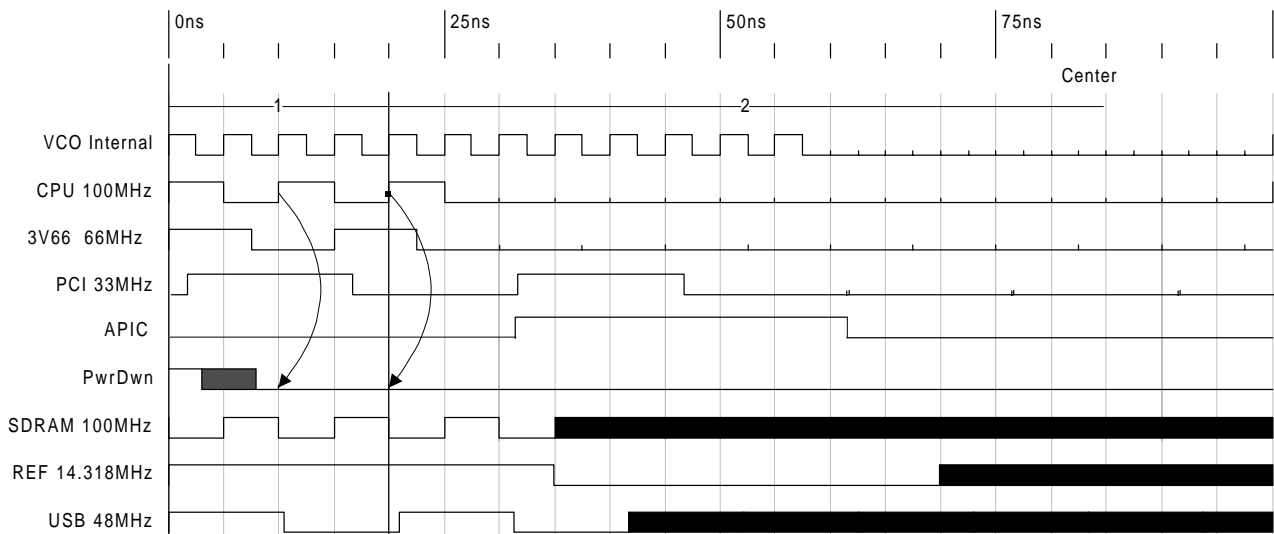 0ns 25ns 50ns 75ns
Center
1 2
VCO Internal
CPU 100MHz
3V66 66MHz
PCI 33MHz
APIC
PwrDwn
SDRAM 100MHz
REF 14.318MHz
USB 48MHz